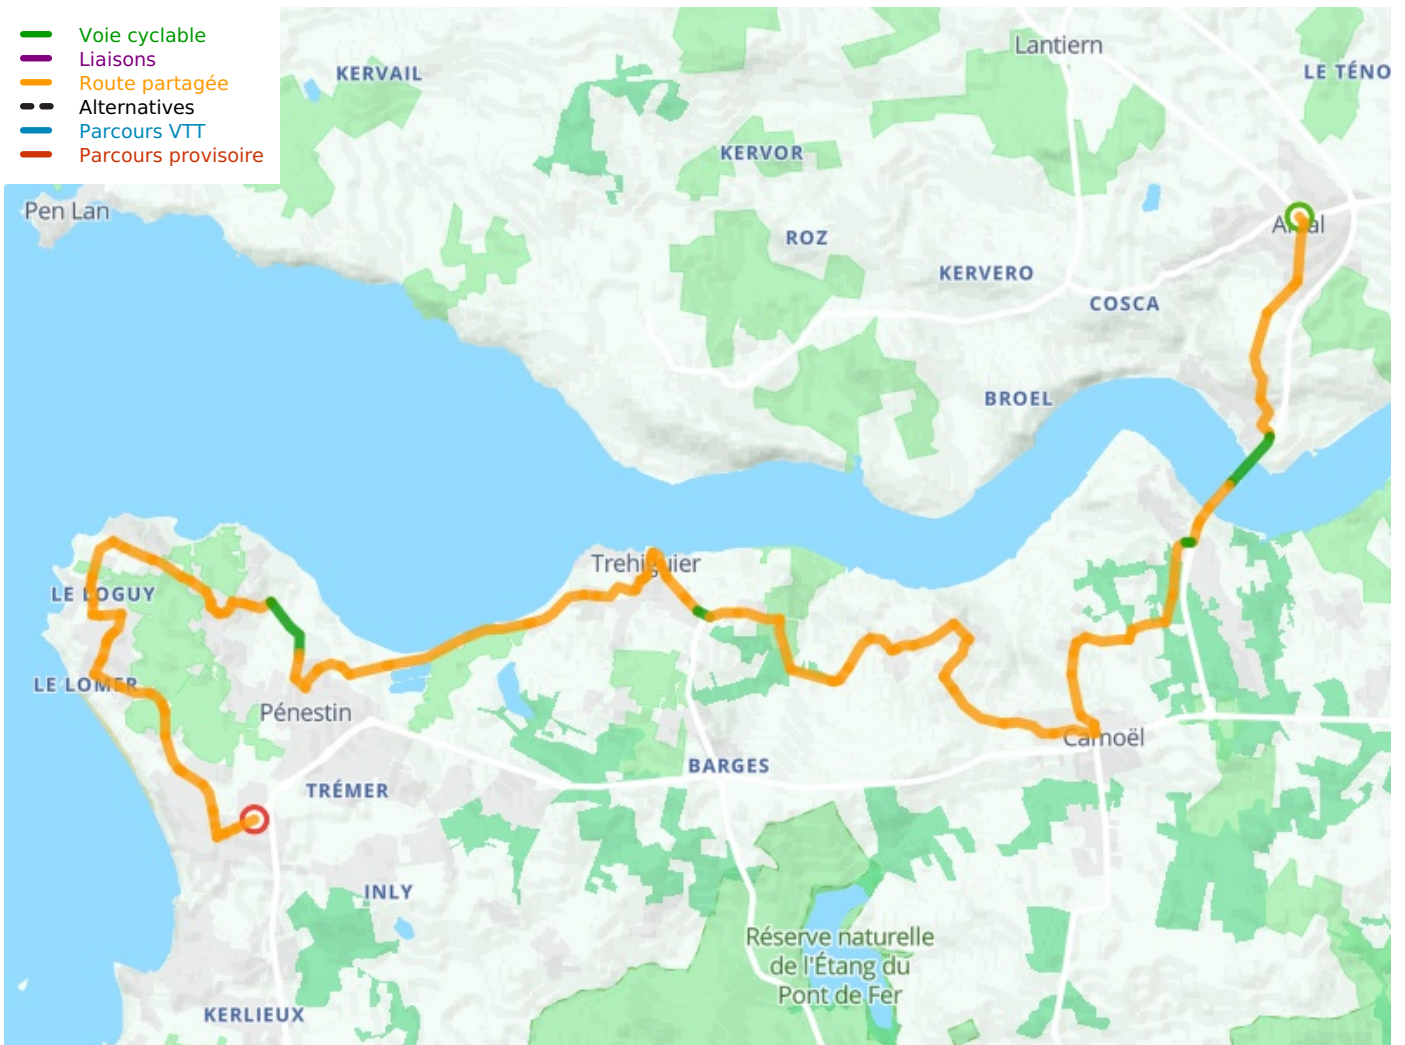 Voie cyclable
Liaisons
Route partagée
Alternatives
Parcours VTT
Parcours provisoire
Lantiern
KERVAIL
LE TÉNO
KERVOR
Pen Lan
ROZ
KERVERO
COSCA
BROEL
Trehiguier
LE LOGUY
LE LOMER
Pénestin
Camoël
BARGES
TRÉMER
INLY
Réserve naturelle
de l'Étang du
Pont de Fer
KERLIEUX